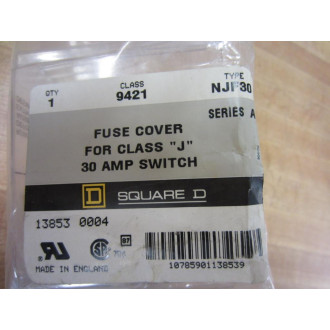 QTY CLASS TYPE
1 9421 NJF30
SERIES A
FUSE COVER
FOR CLASS "J"
30 AMP SWITCH
D SQUARE D
13853 0004
MADE IN ENGLAND
10785901138539